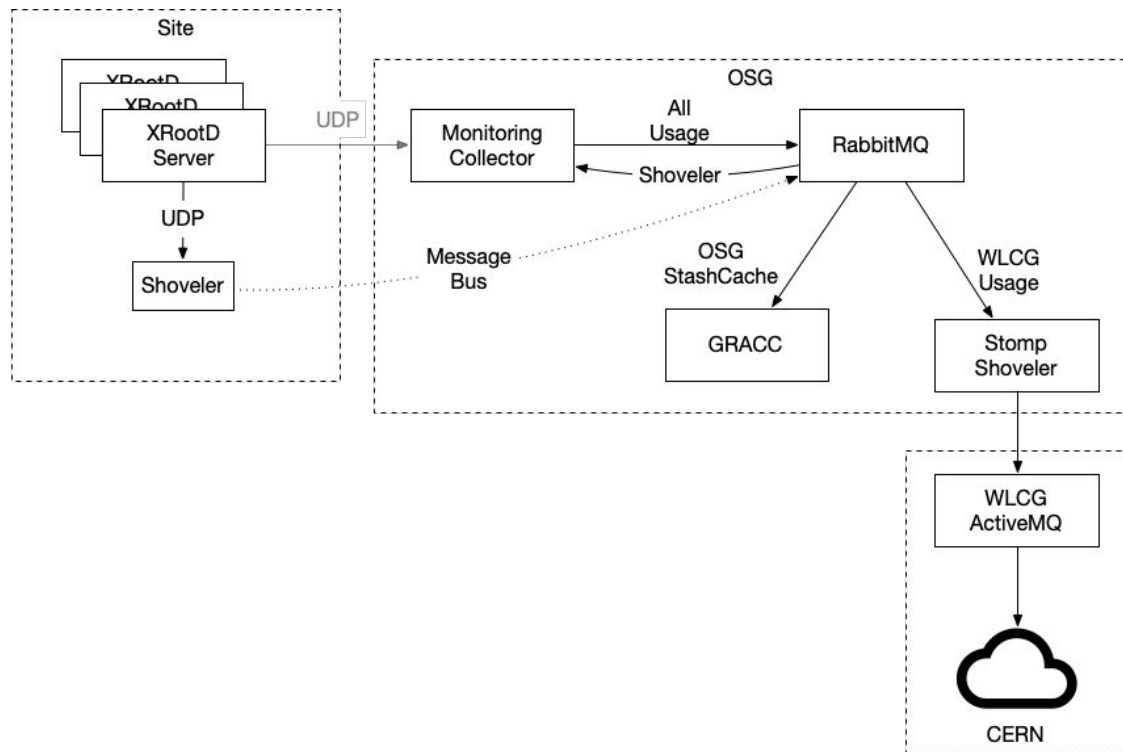 Site
XRootD
XRootD
XRootD
Server
UDP
Shoveler
UDP
OSG
Monitoring
Collector
All
Usage
Shoveler
RabbitMQ
Message
Bus
OSG
StashCache
WLCG
Usage
GRACC
Stomp
Shoveler
WLCG
ActiveMQ
CERN